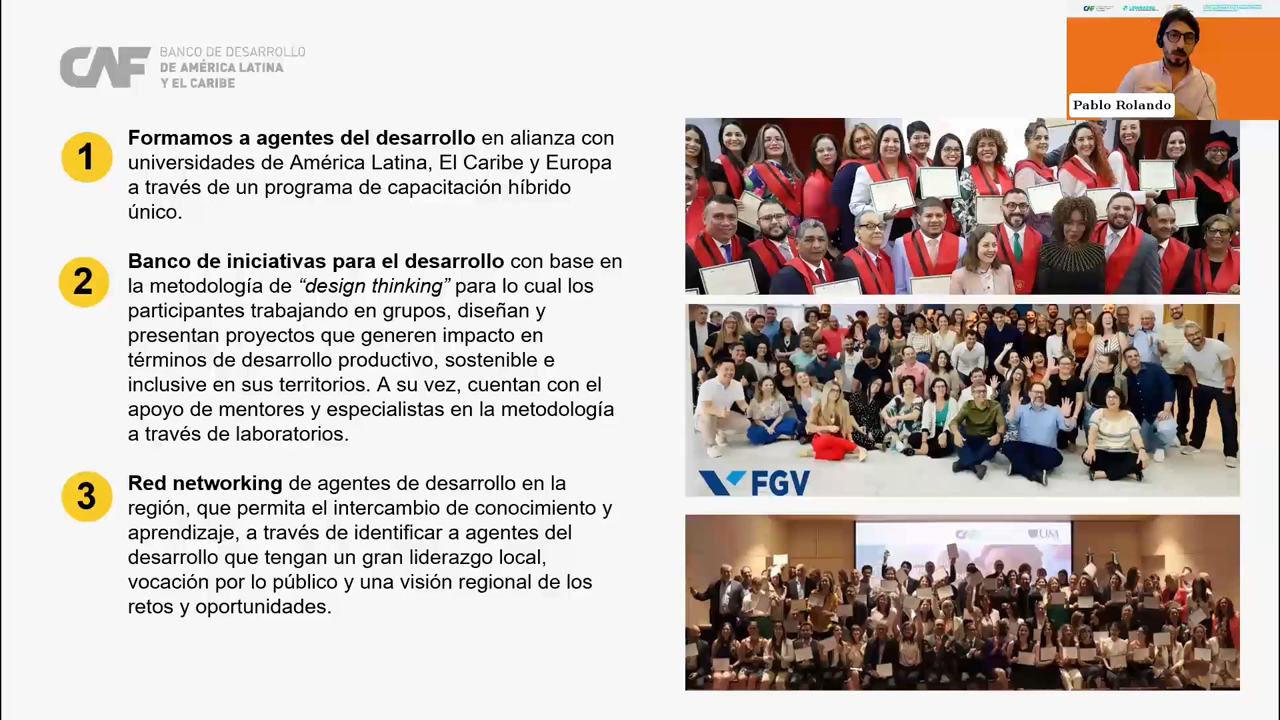 CAF
BANCO DE DESARROLLO
DE AMÉRICA LATINA
Y EL CARIBE
Pablo Rolando
1
Formamos a agentes del desarrollo en alianza con
universidades de América Latina, El Caribe y Europa
a través de un programa de capacitación híbrido
único.
2
Banco de iniciativas para el desarrollo con base en
la metodología de “design thinking” para lo cual los
participantes trabajando en grupos, diseñan y
presentan proyectos que generen impacto en
términos de desarrollo productivo, sostenible e
inclusive en sus territorios. A su vez, cuentan con el
apoyo de mentores y especialistas en la metodología
a través de laboratorios.
3
Red networking de agentes de desarrollo en la
región, que permita el intercambio de conocimiento y
aprendizaje, a través de identificar a agentes del
desarrollo que tengan un gran liderazgo local,
vocación por lo público y una visión regional de los
retos y oportunidades.
FGV